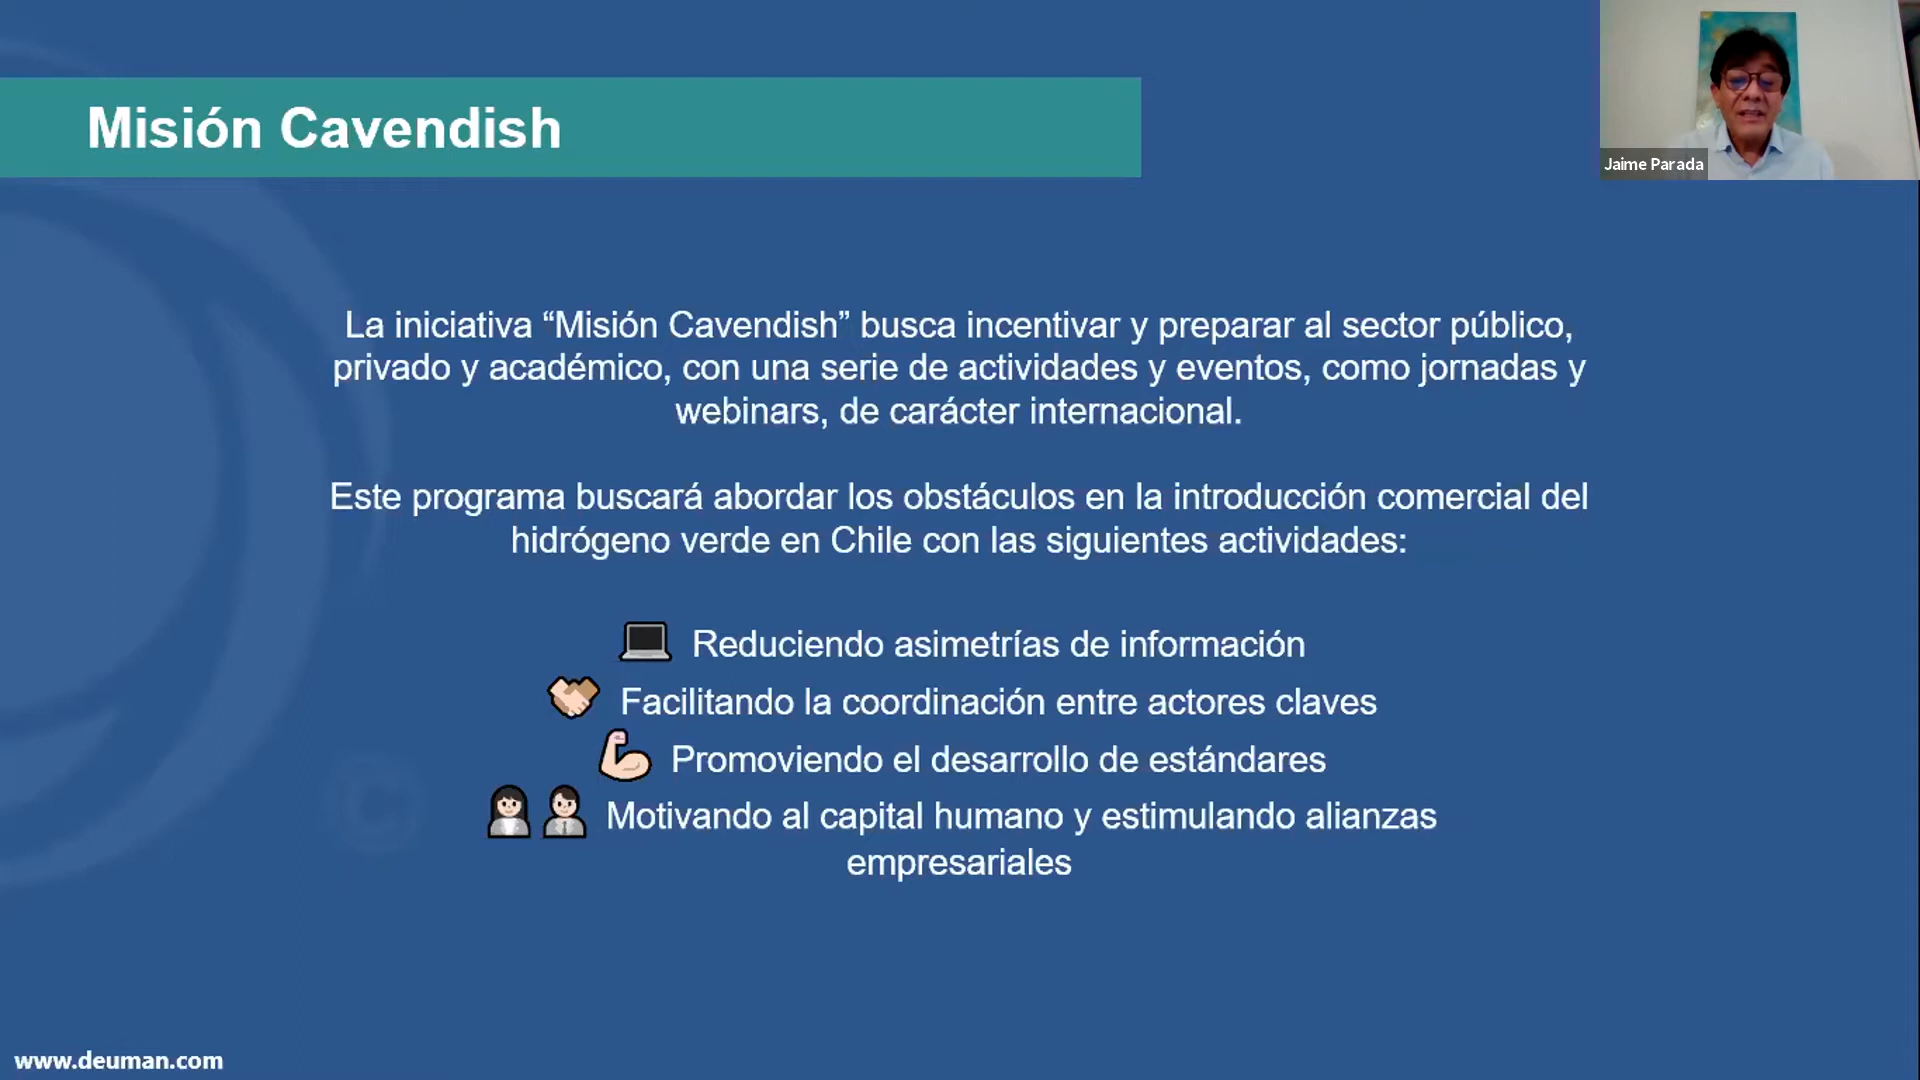 Misión Cavendish
Jaime Parada
La iniciativa “Misión Cavendish” busca incentivar y preparar al sector público,
privado y académico, con una serie de actividades y eventos, como jornadas y
webinars, de carácter internacional.
Este programa buscará abordar los obstáculos en la introducción comercial del
hidrógeno verde en Chile con las siguientes actividades:
Reduciendo asimetrías de información
Facilitando la coordinación entre actores claves
Promoviendo el desarrollo de estándares
Motivando al capital humano y estimulando alianzas
empresariales
©
www.deuman.com